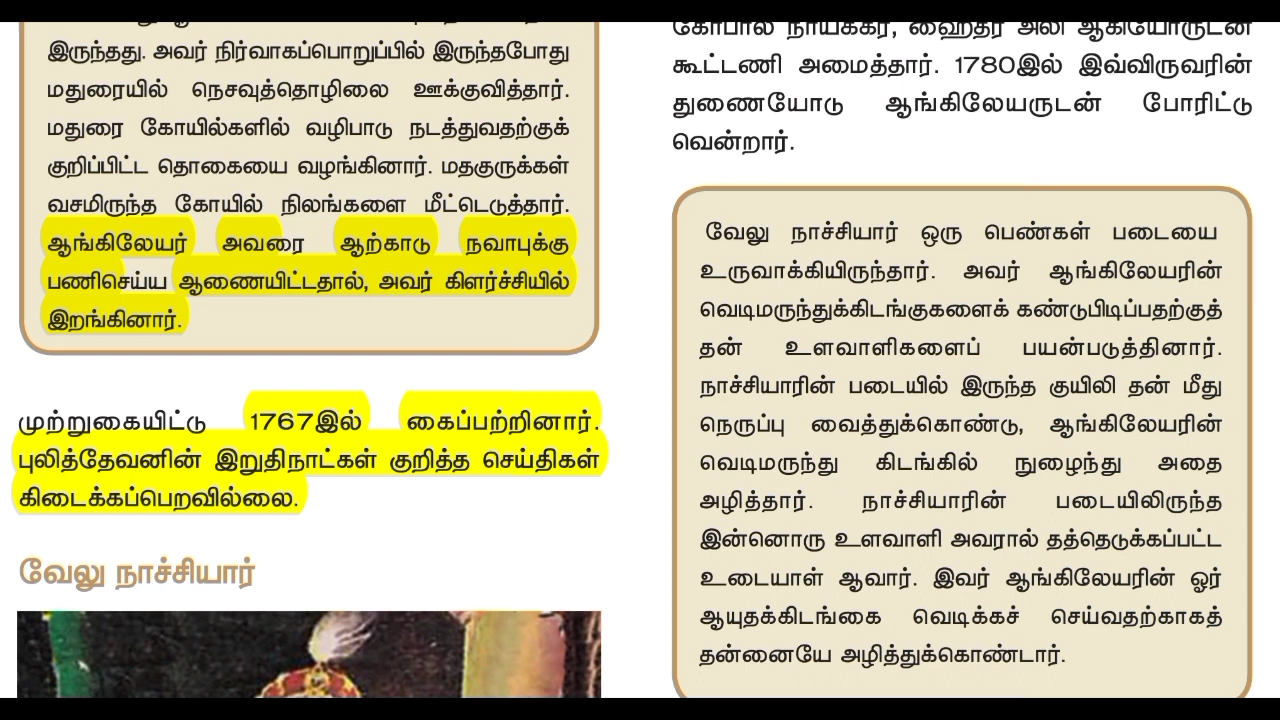 இருந்தது. அவர் நிர்வாகப்பொறுப்பில் இருந்தபோது
மதுரையில் நெசவுத்தொழிலை ஊக்குவித்தார்.
மதுரை கோயில்களில் வழிபாடு நடத்துவதற்குக்
குறிப்பிட்ட தொகையை வழங்கினார். மதகுருக்கள்
வசமிருந்த கோயில் நிலங்களை மீட்டெடுத்தார்.
ஆங்கிலேயர் அவரை ஆற்காடு நவாபுக்கு
பணிசெய்ய ஆணையிட்டதால், அவர் கிளர்ச்சியில்
இறங்கினார்.
முற்றுகையிட்டு 1767இல் கைப்பற்றினார்.
புலித்தேவனின் இறுதிநாட்கள் குறித்த செய்திகள்
கிடைக்கப்பெறவில்லை.
வேலு நாச்சியார்
கோபால நாயக்கர், ஹைதர் அலி ஆகியோருடன்
கூட்டணி அமைத்தார். 1780இல் இவ்விருவரின்
துணையோடு ஆங்கிலேயருடன் போரிட்டு
வென்றார்.
வேலு நாச்சியார் ஒரு பெண்கள் படையை
உருவாக்கியிருந்தார். அவர் ஆங்கிலேயரின்
வெடிமருந்துக்கிடங்குகளைக் கண்டுபிடிப்பதற்குத்
தன் உளவாளிகளைப் பயன்படுத்தினார்.
நாச்சியாரின் படையில் இருந்த குயிலி தன் மீது
நெருப்பு வைத்துக்கொண்டு, ஆங்கிலேயரின்
வெடிமருந்து கிடங்கில் நுழைந்து அதை
அழித்தார். நாச்சியாரின் படையிலிருந்த
இன்னொரு உளவாளி அவரால் தத்தெடுக்கப்பட்ட
உடையாள் ஆவார். இவர் ஆங்கிலேயரின் ஓர்
ஆயுதக்கிடங்கை வெடிக்கச் செய்வதற்காகத்
தன்னையே அழித்துக்கொண்டார்.